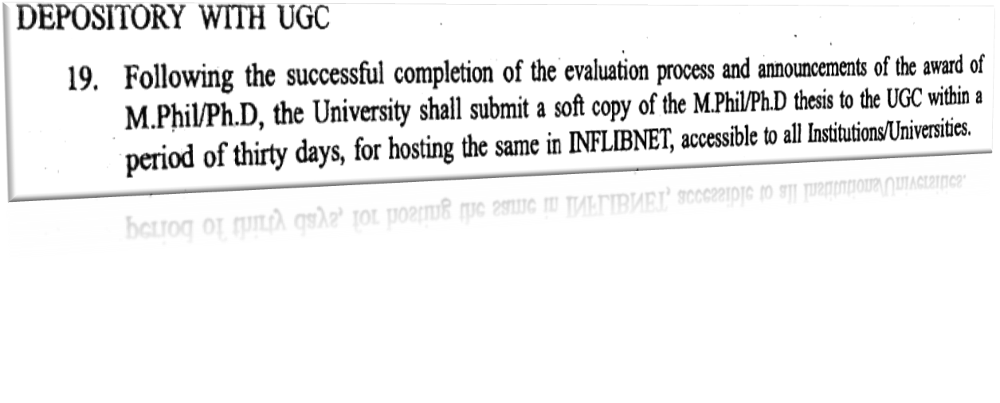 DEPOSITORY WITH UGC
19. Following the successful completion of the evaluation process and announcements of the award of
M.Phil/Ph.D, the University shall submit a soft copy of the M.Phil/Ph.D thesis to the UGC within a
period of thirty days, for hosting the same in INFLIBNET, accessible to all Institutions/Universities.